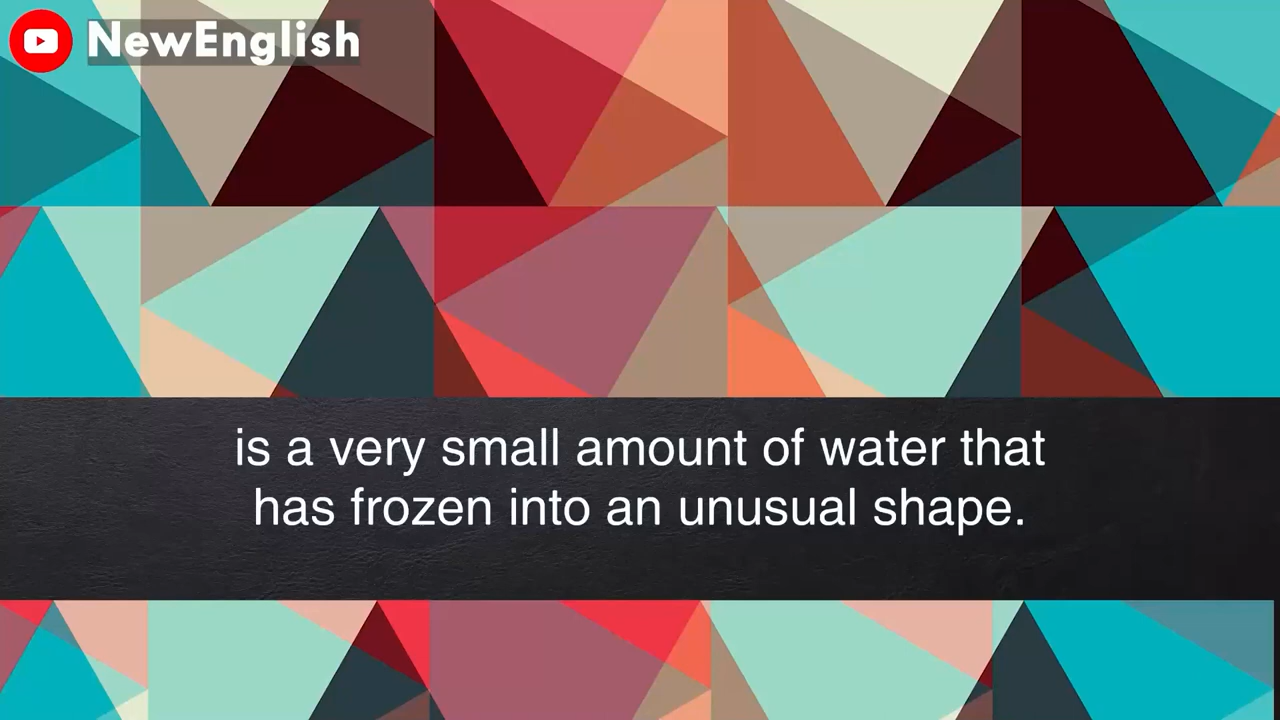 NewEnglish
is a very small amount of water that
has frozen into an unusual shape.